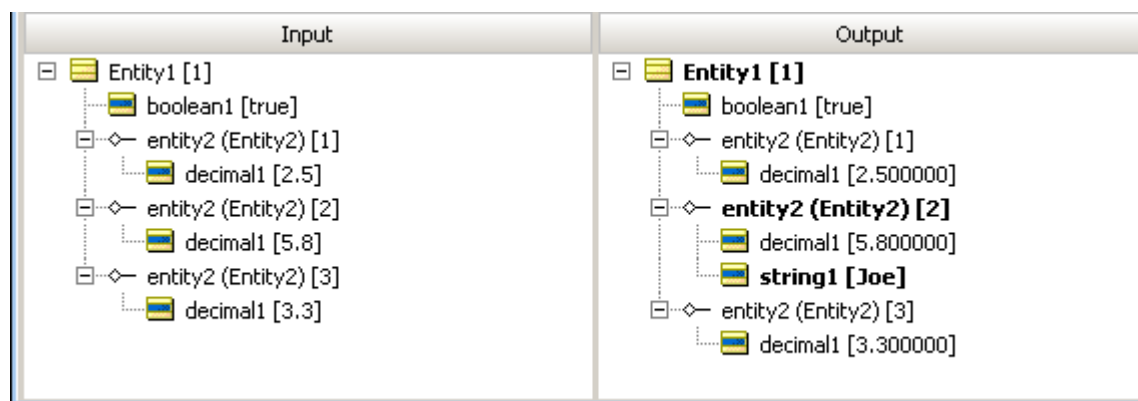 Input
Entity1 [1]
boolean1 [true]
entity2 (Entity2) [1]
decimal1 [2.5]
entity2 (Entity2) [2]
decimal1 [5.8]
entity2 (Entity2) [3]
decimal1 [3.3]
Output
Entity1 [1]
boolean1 [true]
entity2 (Entity2) [1]
decimal1 [2.500000]
entity2 (Entity2) [2]
decimal1 [5.800000]
string1 [Joe]
entity2 (Entity2) [3]
decimal1 [3.300000]